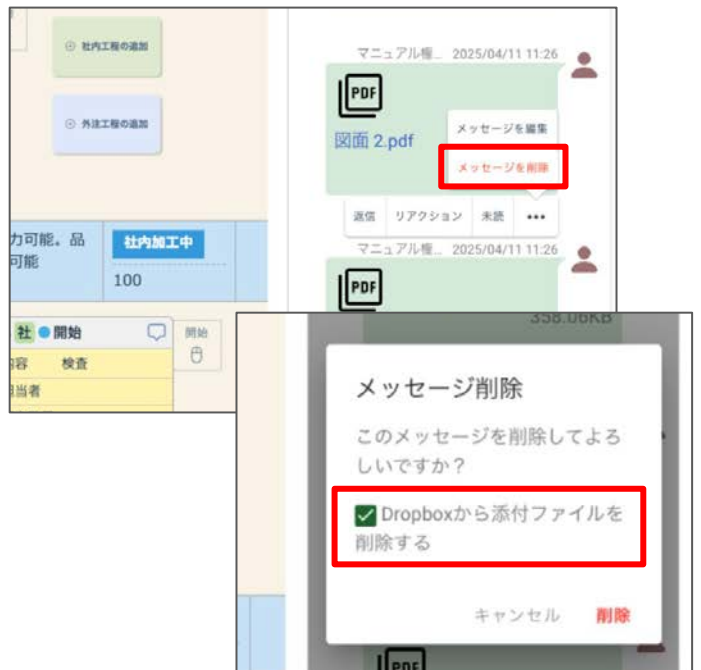 社内工程の追加
外注工程の追加
マニュアル権... 2025/04/11 11:26
PDF
図面 2.pdf
メッセージを編集
メッセージを削除
返信 リアクション 未読
マニュアル権... 2025/04/11 11:26
PDF
力可能。品
可能
社内加工中
100
社 開始
開始
容 検査
当者
358.06KB
メッセージ削除
このメッセージを削除してよろ
しいですか？
Dropboxから添付ファイルを
削除する
キャンセル 削除
PDF